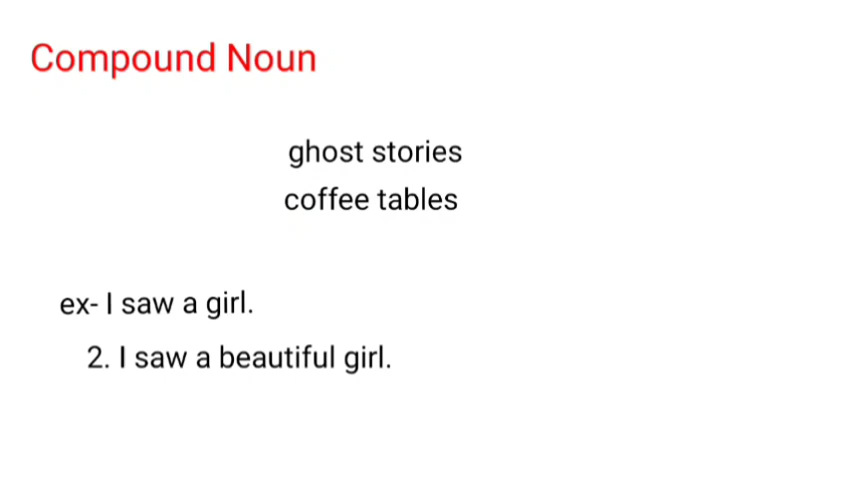 Compound Noun
ghost stories
coffee tables
ex- I saw a girl.
2. I saw a beautiful girl.